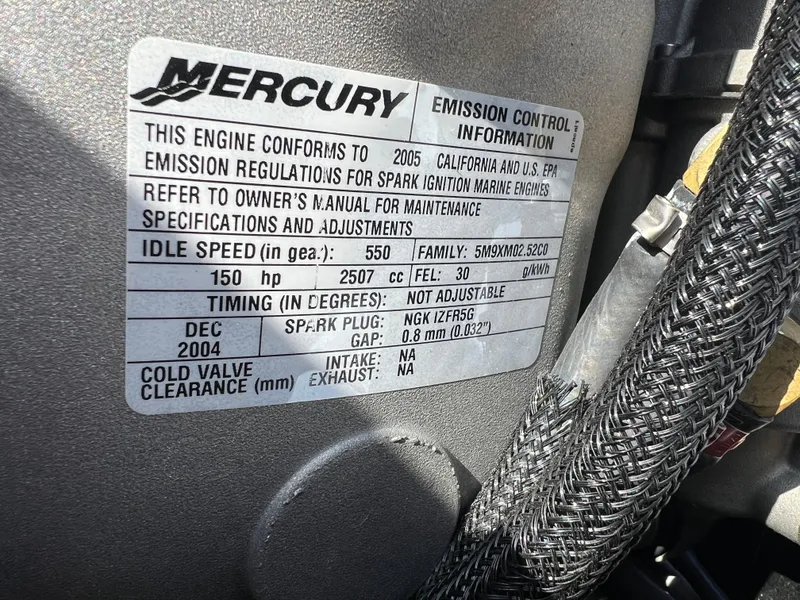 MERCURY
EMISSION CONTROL
INFORMATION
THIS ENGINE CONFORMS TO 2005 CALIFORNIA AND U.S. EPA
EMISSION REGULATIONS FOR SPARK IGNITION MARINE ENGINES
REFER TO OWNER'S MANUAL FOR MAINTENANCE
SPECIFICATIONS AND ADJUSTMENTS
IDLE SPEED (in gear): 550 FAMILY: 5M9XM02.52C0
150 hp 2507 cc FEL: 30 g/kWh
TIMING (IN DEGREES): NOT ADJUSTABLE
DEC
2004
SPARK PLUG: NGK IZFR5G
GAP: 0.8 mm (0.032")
COLD VALVE
CLEARANCE (mm)
INTAKE: NA
EXHAUST: NA